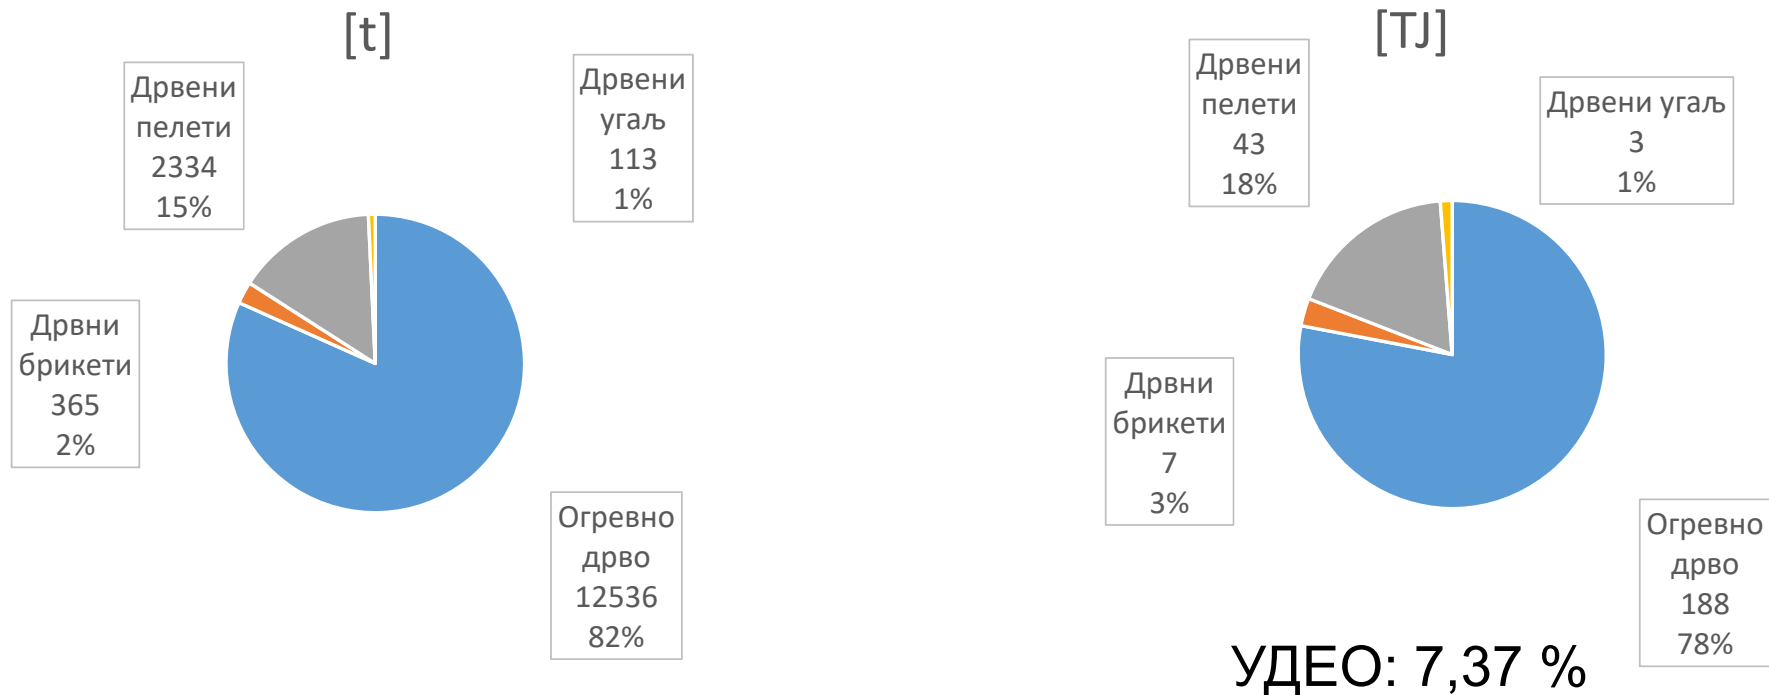 [t]
Дрвени
пелети
2334
15%
Дрвени
угаљ
113
1%
Дрвни
брикети
365
2%
Огревно
дрво
12536
82%
[TJ]
Дрвени
пелети
43
18%
Дрвени угаљ
3
1%
Дрвни
брикети
7
3%
Огревно
дрво
188
78%
УДЕО: 7,37 %